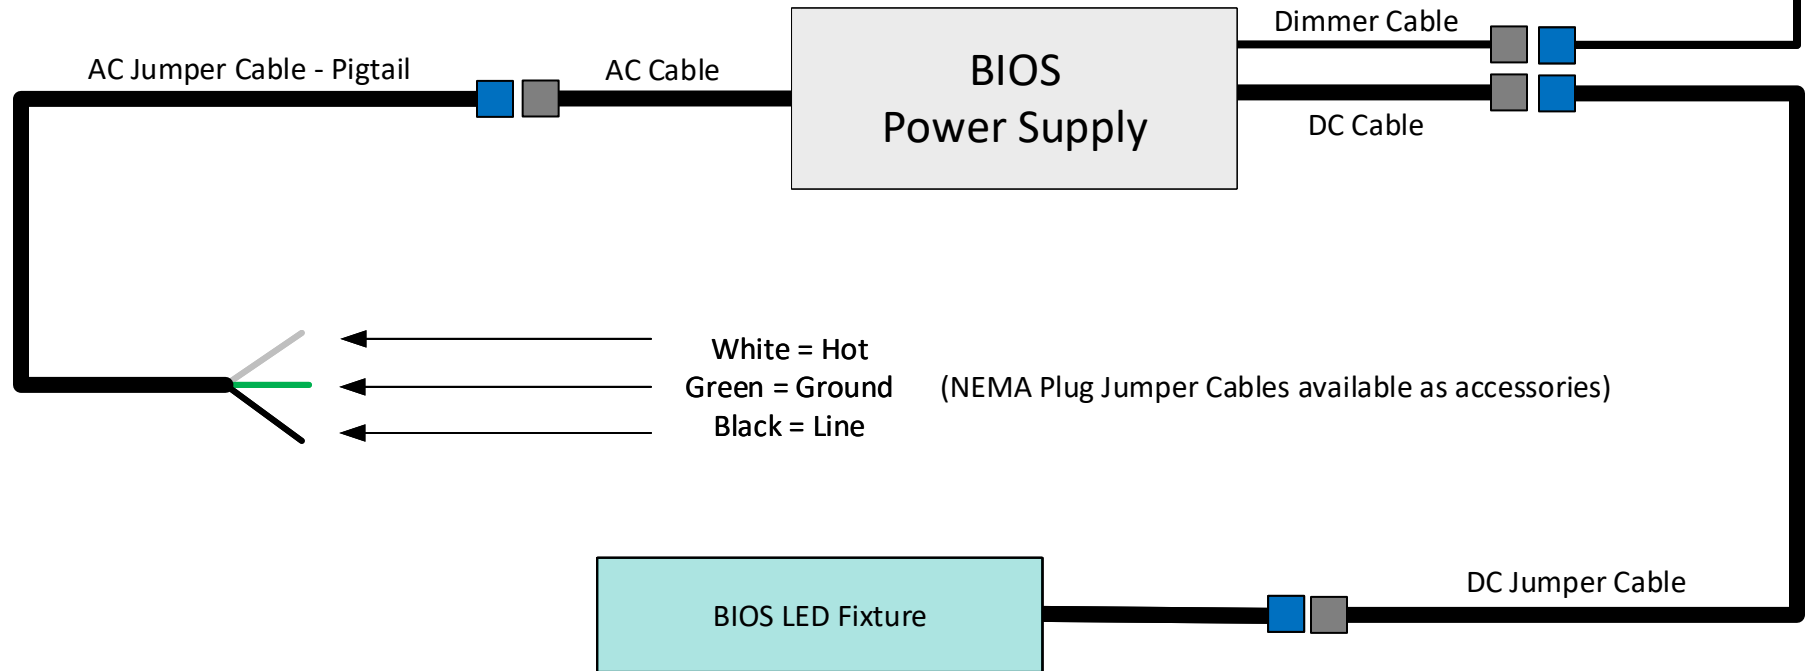 Dimmer Cable
AC Jumper Cable - Pigtail
AC Cable
BIOS
Power Supply
DC Cable
White = Hot
Green = Ground
(NEMA Plug Jumper Cables available as accessories)
Black = Line
DC Jumper Cable
BIOS LED Fixture